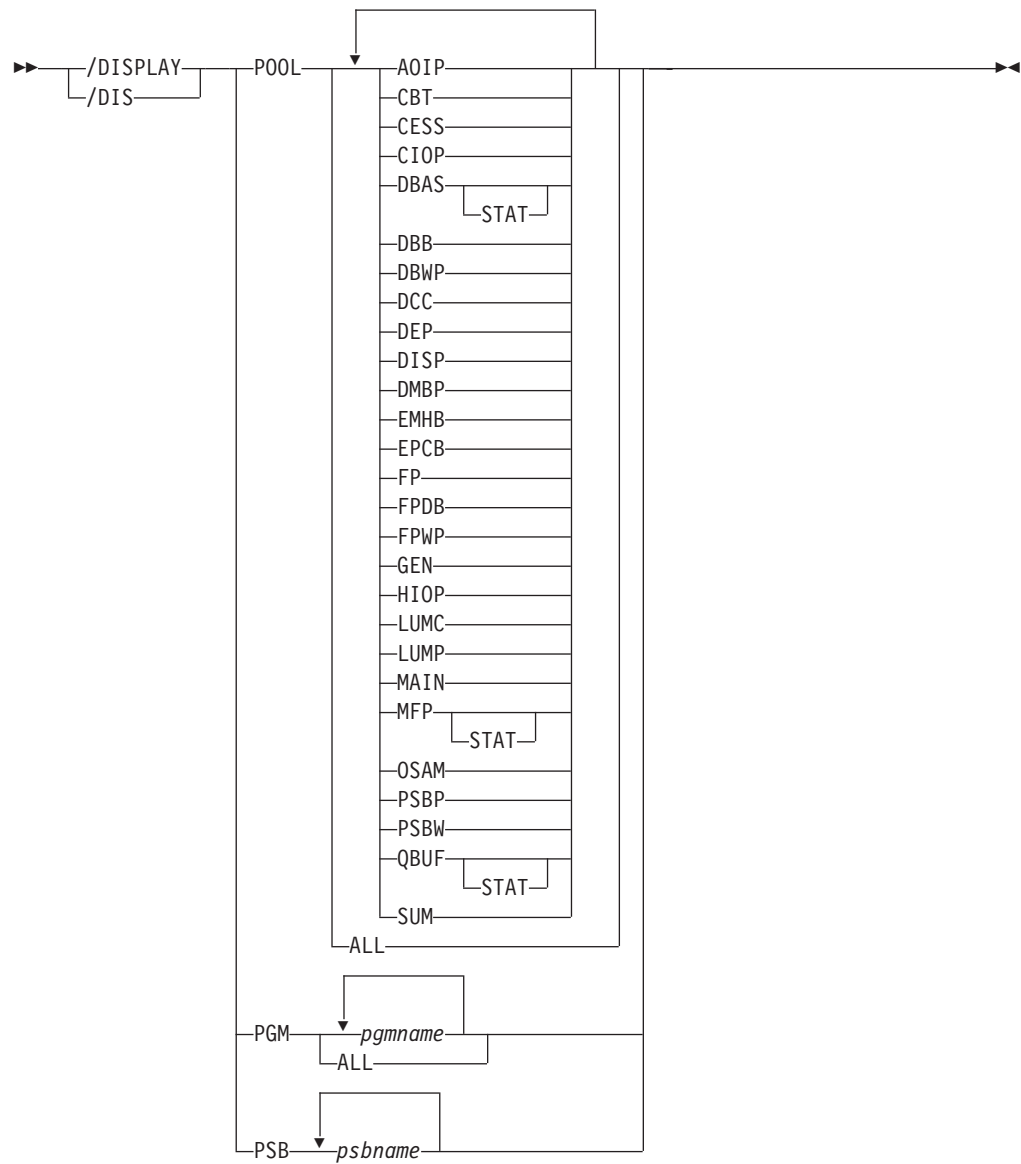 /DISPLAY POOL AOIP
/DIS CBT
CESS
CIOP
DBAS
STAT
DBB
DBWP
DCC
DEP
DISP
DMBP
EMHB
EPCB
FP
FPDB
FPWP
GEN
HIOP
LUMC
LUMP
MAIN
MFP
STAT
OSAM
PSBP
PSBW
QBUF
STAT
SUM
ALL
PGM pgmname
ALL
PSB psbname